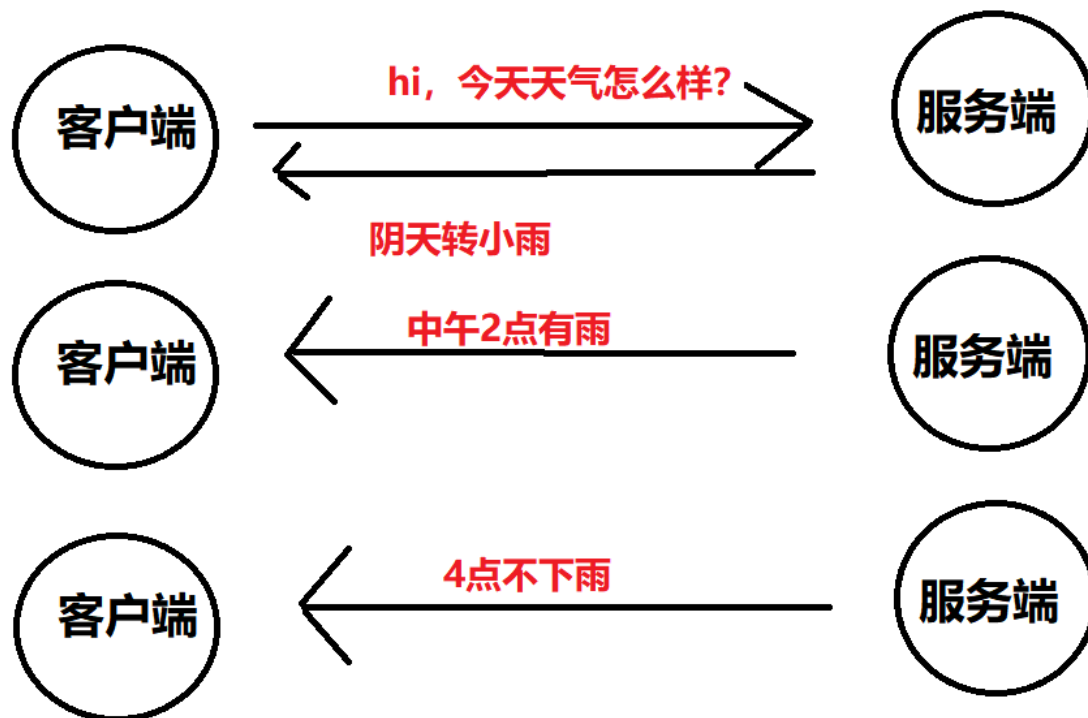 hi，今天天气怎么样？
客户端
服务端
阴天转小雨
中午2点有雨
客户端
服务端
4点不下雨
客户端
服务端